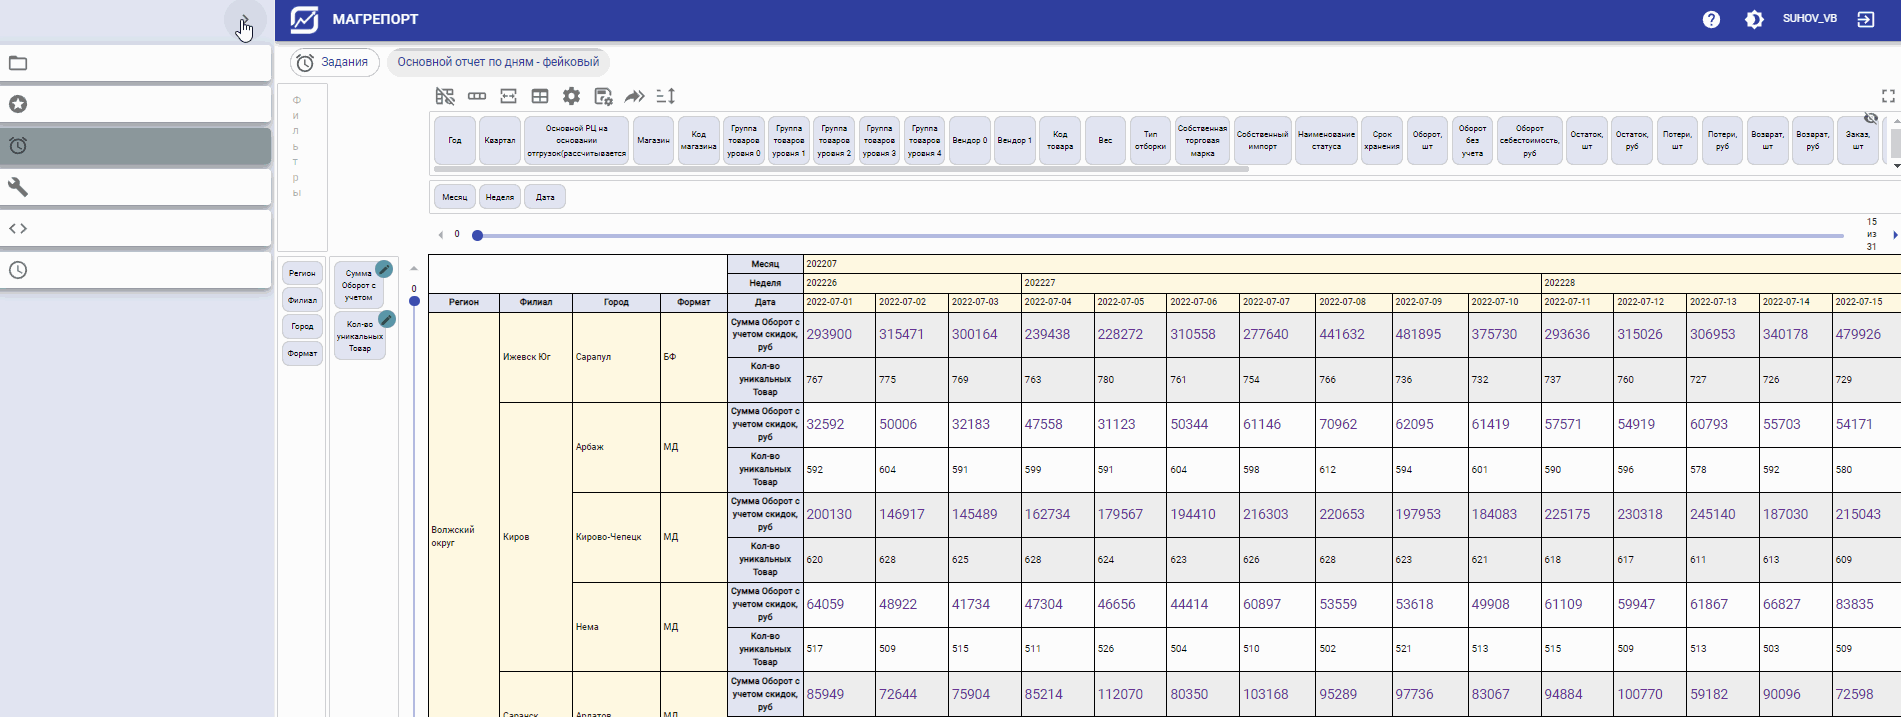 МАГРЕПОРТ
SUHOV_VB
Задания
Основной отчет по дням - фейковый
Фильтры
Год
Квартал
Основной РЦ на основании отгрузок(рассчитывается
Магазин
Код магазина
Группа товаров уровня 0
Группа товаров уровня 1
Группа товаров уровня 2
Группа товаров уровня 3
Группа товаров уровня 4
Вендор 0
Вендор 1
Код товара
Вес
Тип отборки
Собственная торговая марка
Собственный импорт
Наименование статуса
Срок хранения
Оборот, шт
Оборот без учета
Оборот себестоимость, руб
Остаток, шт
Остаток, руб
Потери, шт
Потери, руб
Возврат, шт
Возврат, руб
Заказ, шт
Месяц
Неделя
Дата
0
15 из 31
Регион
Филиал
Город
Формат
Сумма Оборот с учетом
Кол-во уникальных Товар
0
Месяц 202207
Неделя 202226 202227 202228
Регион Филиал Город Формат Дата 2022-07-01 2022-07-02 2022-07-03 2022-07-04 2022-07-05 2022-07-06 2022-07-07 2022-07-08 2022-07-09 2022-07-10 2022-07-11 2022-07-12 2022-07-13 2022-07-14 2022-07-15
Волжский округ
Ижевск Юг Сарапул БФ
Сумма Оборот с учетом скидок, руб 293900 315471 300164 239438 228272 310558 277640 441632 481895 375730 293636 315026 306953 340178 479926
Кол-во уникальных Товар 767 775 769 763 780 761 754 766 736 732 737 760 727 726 729
Киров Арбаж МД
Сумма Оборот с учетом скидок, руб 32592 50006 32183 47558 31123 50344 61146 70962 62095 61419 57571 54919 60793 55703 54171
Кол-во уникальных Товар 592 604 591 599 591 604 598 612 594 601 590 596 578 592 580
Кирово-Чепецк МД
Сумма Оборот с учетом скидок, руб 200130 146917 145489 162734 179567 194410 216303 220653 197953 184083 225175 230318 245140 187030 215043
Кол-во уникальных Товар 620 628 625 628 624 623 626 628 623 621 618 617 611 613 609
Нема МД
Сумма Оборот с учетом скидок, руб 64059 48922 41734 47304 46656 44414 60897 53559 53618 49908 61109 59947 61867 66827 83835
Кол-во уникальных Товар 517 509 515 511 526 504 510 502 521 513 515 509 513 503 509
Саранск Ардатов МД
Сумма Оборот с учетом скидок, руб 85949 72644 75904 85214 112070 80350 103168 95289 97736 83067 94884 100770 59182 90096 72598